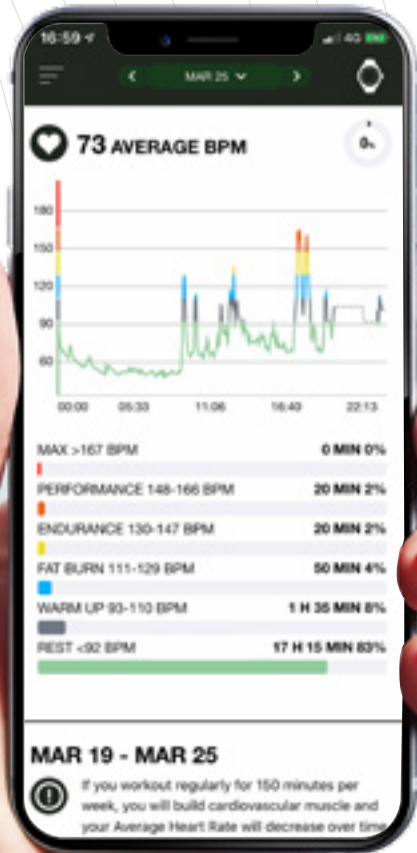 16:59
4G
MAR 25
73 AVERAGE BPM
0%
180
150
120
90
60
00:00 05:33 11:06 16:40 22:13
MAX >167 BPM 0 MIN 0%
PERFORMANCE 148-166 BPM 20 MIN 2%
ENDURANCE 130-147 BPM 20 MIN 2%
FAT BURN 111-129 BPM 50 MIN 4%
WARM UP 93-110 BPM 1 H 35 MIN 8%
REST <92 BPM 17 H 15 MIN 83%
MAR 19 - MAR 25
If you workout regularly for 150 minutes per
week, you will build cardiovascular muscle and
your Average Heart Rate will decrease over time